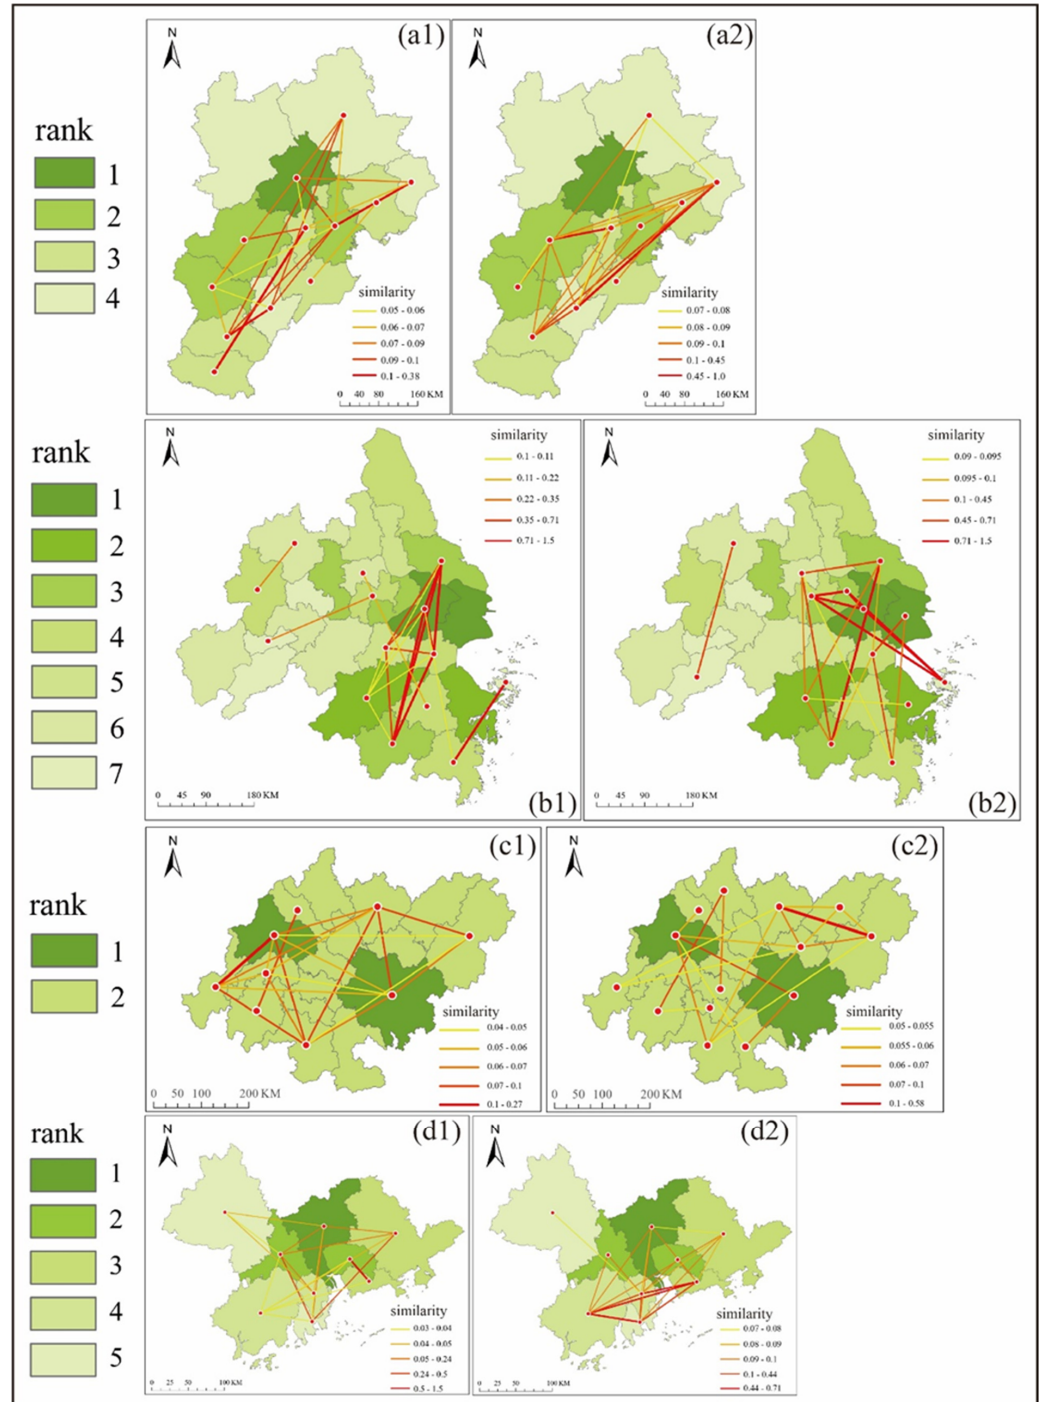 rank
1
2
3
4
N
(a1)
similarity
0.05 - 0.06
0.06 - 0.07
0.07 - 0.09
0.09 - 0.1
0.1 - 0.38
0 40 80 160 KM
N
(a2)
similarity
0.07 - 0.08
0.08 - 0.09
0.09 - 0.1
0.1 - 0.45
0.45 - 1.0
0 40 80 160 KM
rank
1
2
3
4
5
6
7
N
similarity
0.1 - 0.11
0.11 - 0.22
0.22 - 0.35
0.35 - 0.71
0.71 - 1.5
0 45 90 180 KM
(b1)
N
similarity
0.09 - 0.095
0.095 - 0.1
0.1 - 0.45
0.45 - 0.71
0.71 - 1.5
0 45 90 180 KM
(b2)
rank
1
2
N
(c1)
similarity
0.04 - 0.05
0.05 - 0.06
0.06 - 0.07
0.07 - 0.1
0.1 - 0.27
0 50 100 200 KM
N
(c2)
similarity
0.05 - 0.055
0.055 - 0.06
0.06 - 0.07
0.07 - 0.1
0.1 - 0.58
0 50 100 200 KM
rank
1
2
3
4
5
N
(d1)
similarity
0.03 - 0.04
0.04 - 0.05
0.05 - 0.24
0.24 - 0.5
0.5 - 1.5
0 25 50 100 KM
N
(d2)
similarity
0.07 - 0.08
0.08 - 0.09
0.09 - 0.1
0.1 - 0.44
0.44 - 0.71
0 25 50 100 KM